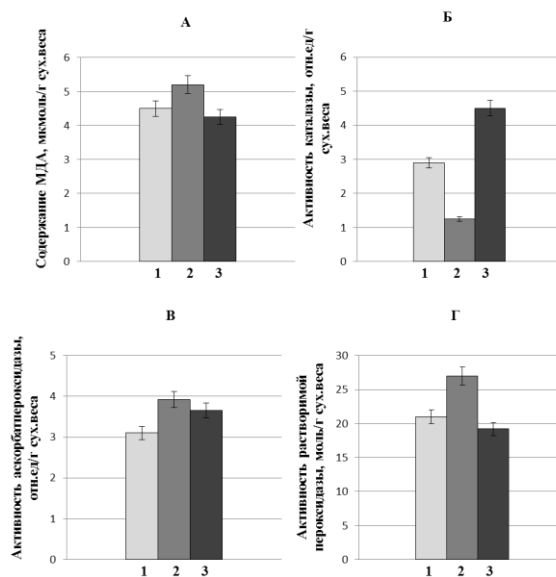 А
Содержание МДА, мкмоль/г сух.веса
6
5
4
3
2
1
0
1 2 3
Б
Активность каталазы, отн.ед/г
сух.веса
6
5
4
3
2
1
0
1 2 3
В
Активность аскорбатпероксидазы,
отн.ед/г сух.веса
5
4
3
2
1
0
1 2 3
Г
Активность растворимой
пероксидазы, моль/г сух.веса
30
25
20
15
10
5
0
1 2 3